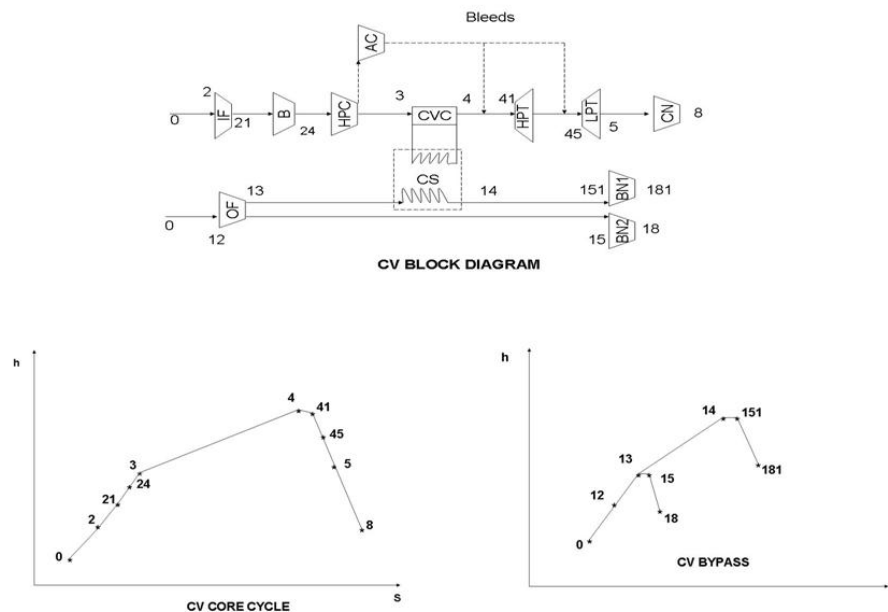 Bleeds
AC
2
3
4
41
0
IF
21
B
24
HPC
CVC
HPT
45
LPT
5
CN
8
CS
13
14
151
BN1
181
0
OF
12
15
BN2
18
CV BLOCK DIAGRAM
h
4
41
45
3
5
24
21
2
8
0
S
CV CORE CYCLE
h
14
151
13
15
12
181
18
0
CV BYPASS